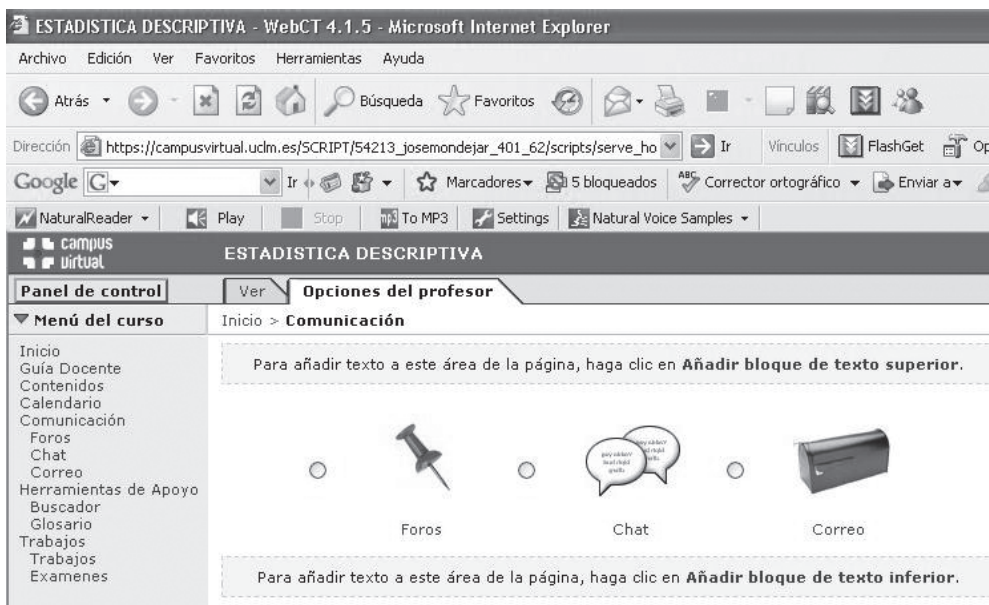 ESTADISTICA DESCRIPTIVA - WebCT 4.1.5 - Microsoft Internet Explorer
Archivo Edición Ver Favoritos Herramientas Ayuda
Atrás Búsqueda Favoritos
Dirección https://campusvirtual.uclm.es/SCRIPT/54213_josemondejar_401_62/scripts/serve_ho Ir Vínculos FlashGet Op
Google G Ir Marcadores 5 bloqueados ABC Corrector ortográfico Enviar a
NaturalReader Play Stop mp3 To MP3 Settings Natural Voice Samples
campus
virtual
ESTADISTICA DESCRIPTIVA
Panel de control Ver Opciones del profesor
Menú del curso Inicio > Comunicación
Inicio
Guía Docente
Contenidos
Calendario
Comunicación
Foros
Chat
Correo
Herramientas de Apoyo
Buscador
Glosario
Trabajos
Trabajos
Examenes
Para añadir texto a este área de la página, haga clic en Añadir bloque de texto superior.
Foros Chat Correo
Para añadir texto a este área de la página, haga clic en Añadir bloque de texto inferior.